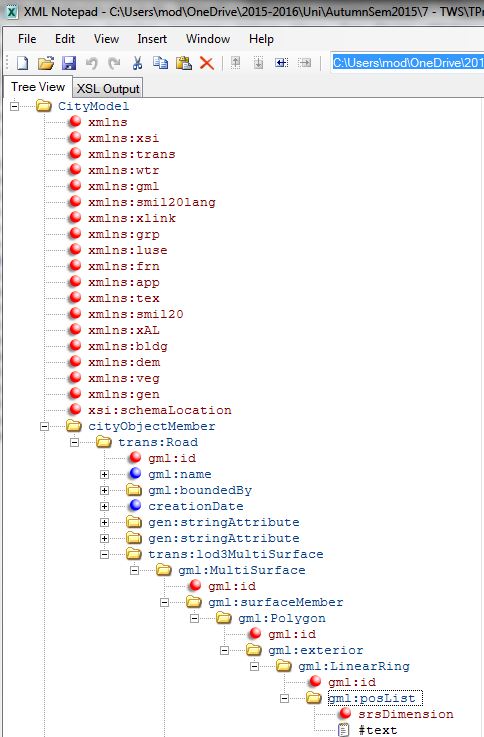 XML Notepad - C:\Users\mod\OneDrive\2015-2016\Uni\AutumnSem2015\7 - TWS\TPr
File Edit View Insert Window Help
C:\Users\mod\OneDrive\201
Tree View XSL Output
CityModel
xmlns
xmlns:xsi
xmlns:trans
xmlns:wtr
xmlns:gml
xmlns:smil20lang
xmlns:xlink
xmlns:grp
xmlns:luse
xmlns:frn
xmlns:app
xmlns:tex
xmlns:smil20
xmlns:xAL
xmlns:bldg
xmlns:dem
xmlns:veg
xmlns:gen
xsi:schemaLocation
cityObjectMember
trans:Road
gml:id
gml:name
gml:boundedBy
creationDate
gen:stringAttribute
gen:stringAttribute
trans:lod3MultiSurface
gml:MultiSurface
gml:id
gml:surfaceMember
gml:Polygon
gml:id
gml:exterior
gml:LinearRing
gml:id
gml:posList
srsDimension
#text